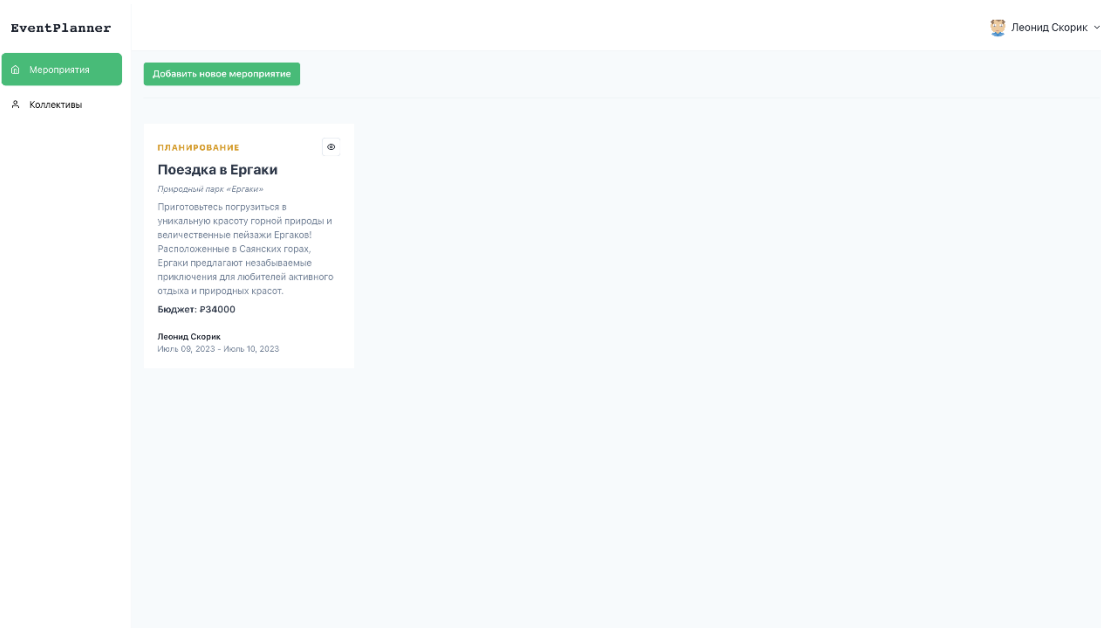 EventPlanner
Леонид Скорик
Мероприятия
Коллективы
Добавить новое мероприятие
ПЛАНИРОВАНИЕ
Поездка в Ергаки
Природный парк «Ергаки»
Приготовьтесь погрузиться в
уникальную красоту горной природы и
величественные пейзажи Ергаков!
Расположенные в Саянских горах,
Ергаки предлагают незабываемые
приключения для любителей активного
отдыха и природных красот.
Бюджет: ₽34000
Леонид Скорик
Июль 09, 2023 - Июль 10, 2023